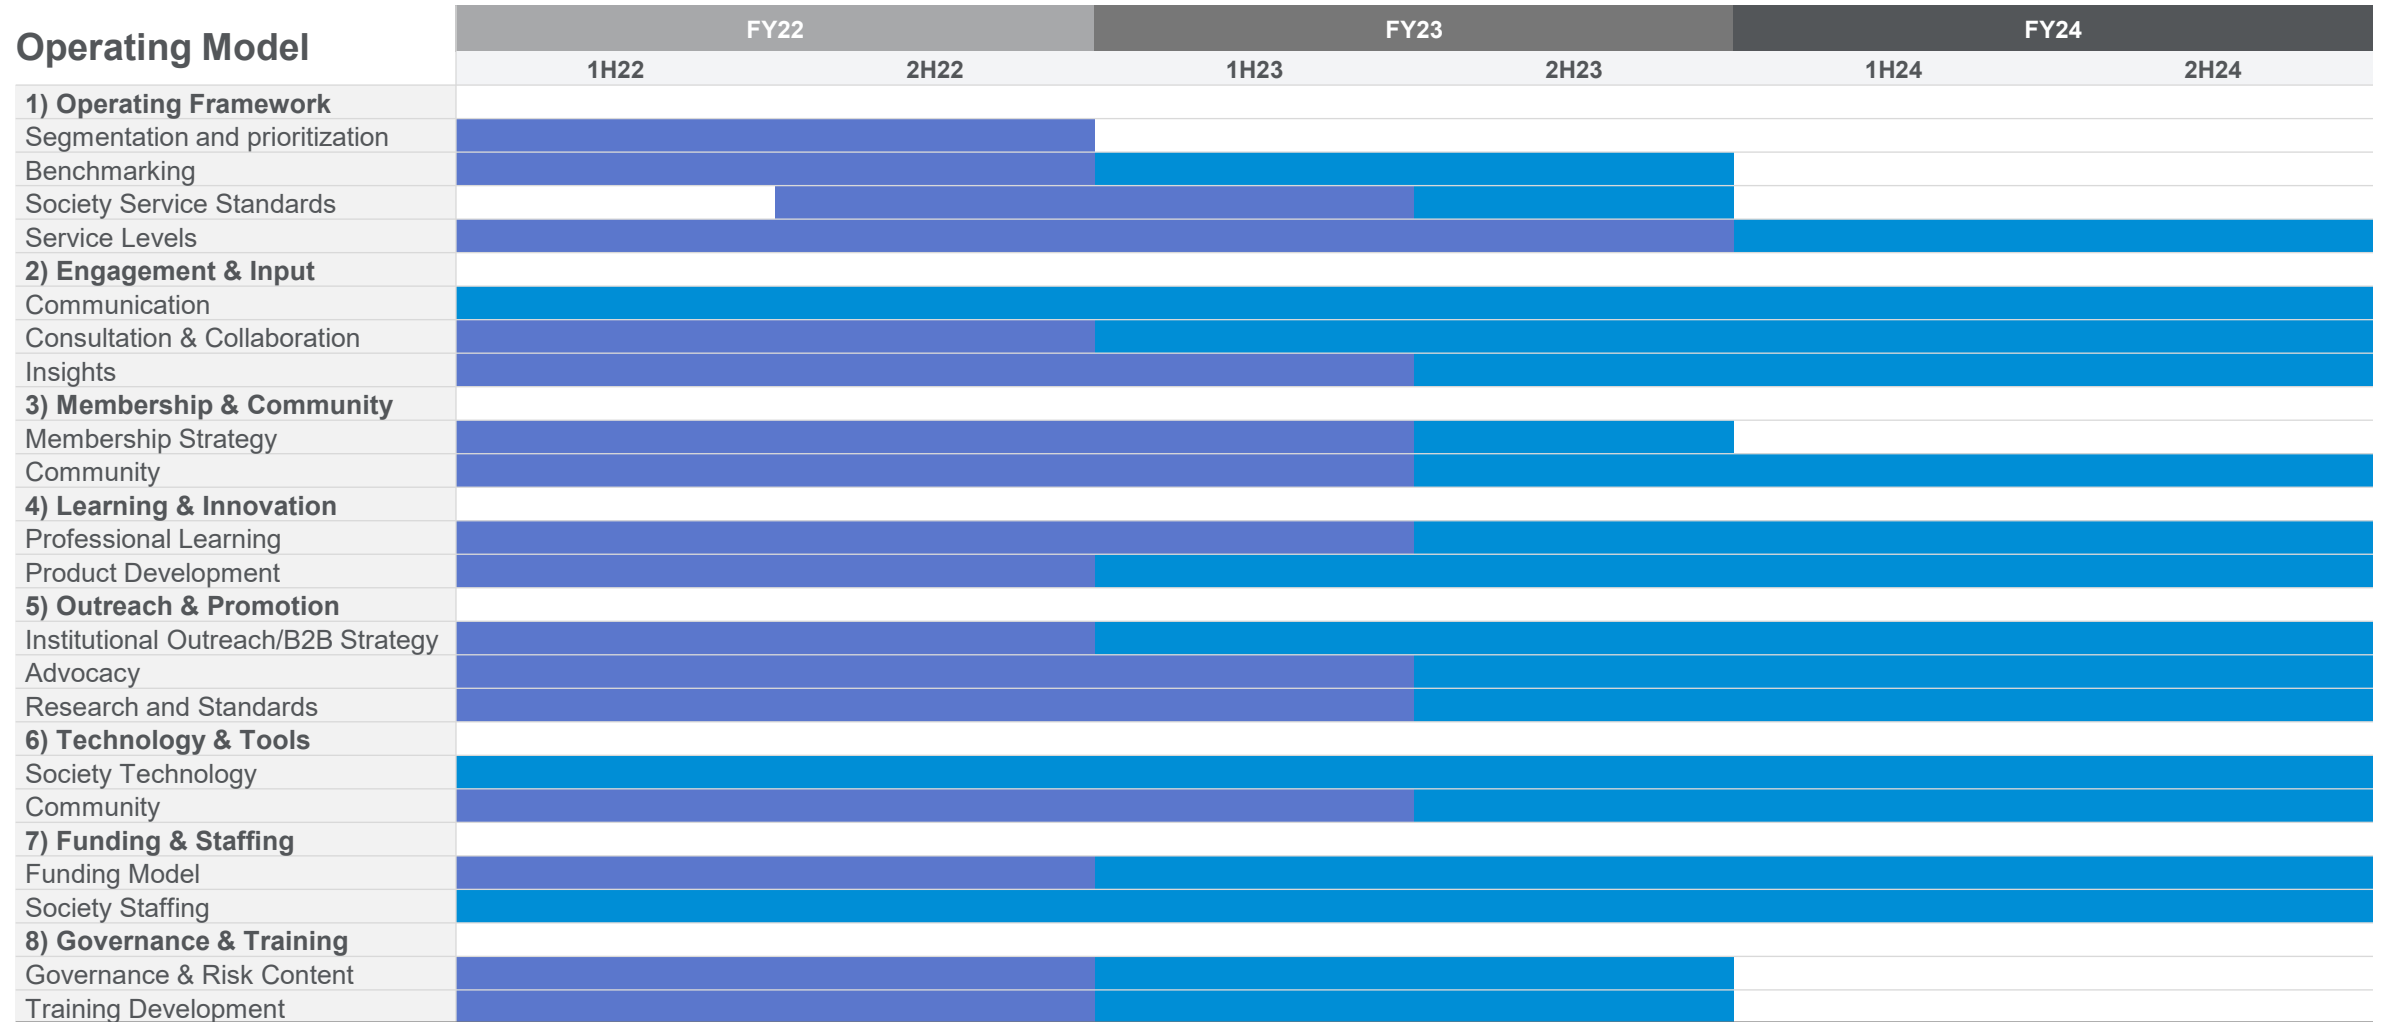 Operating Model
FY22 FY23 FY24
1H22 2H22 1H23 2H23 1H24 2H24
1) Operating Framework
Segmentation and prioritization
Benchmarking
Society Service Standards
Service Levels
2) Engagement & Input
Communication
Consultation & Collaboration
Insights
3) Membership & Community
Membership Strategy
Community
4) Learning & Innovation
Professional Learning
Product Development
5) Outreach & Promotion
Institutional Outreach/B2B Strategy
Advocacy
Research and Standards
6) Technology & Tools
Society Technology
Community
7) Funding & Staffing
Funding Model
Society Staffing
8) Governance & Training
Governance & Risk Content
Training Development